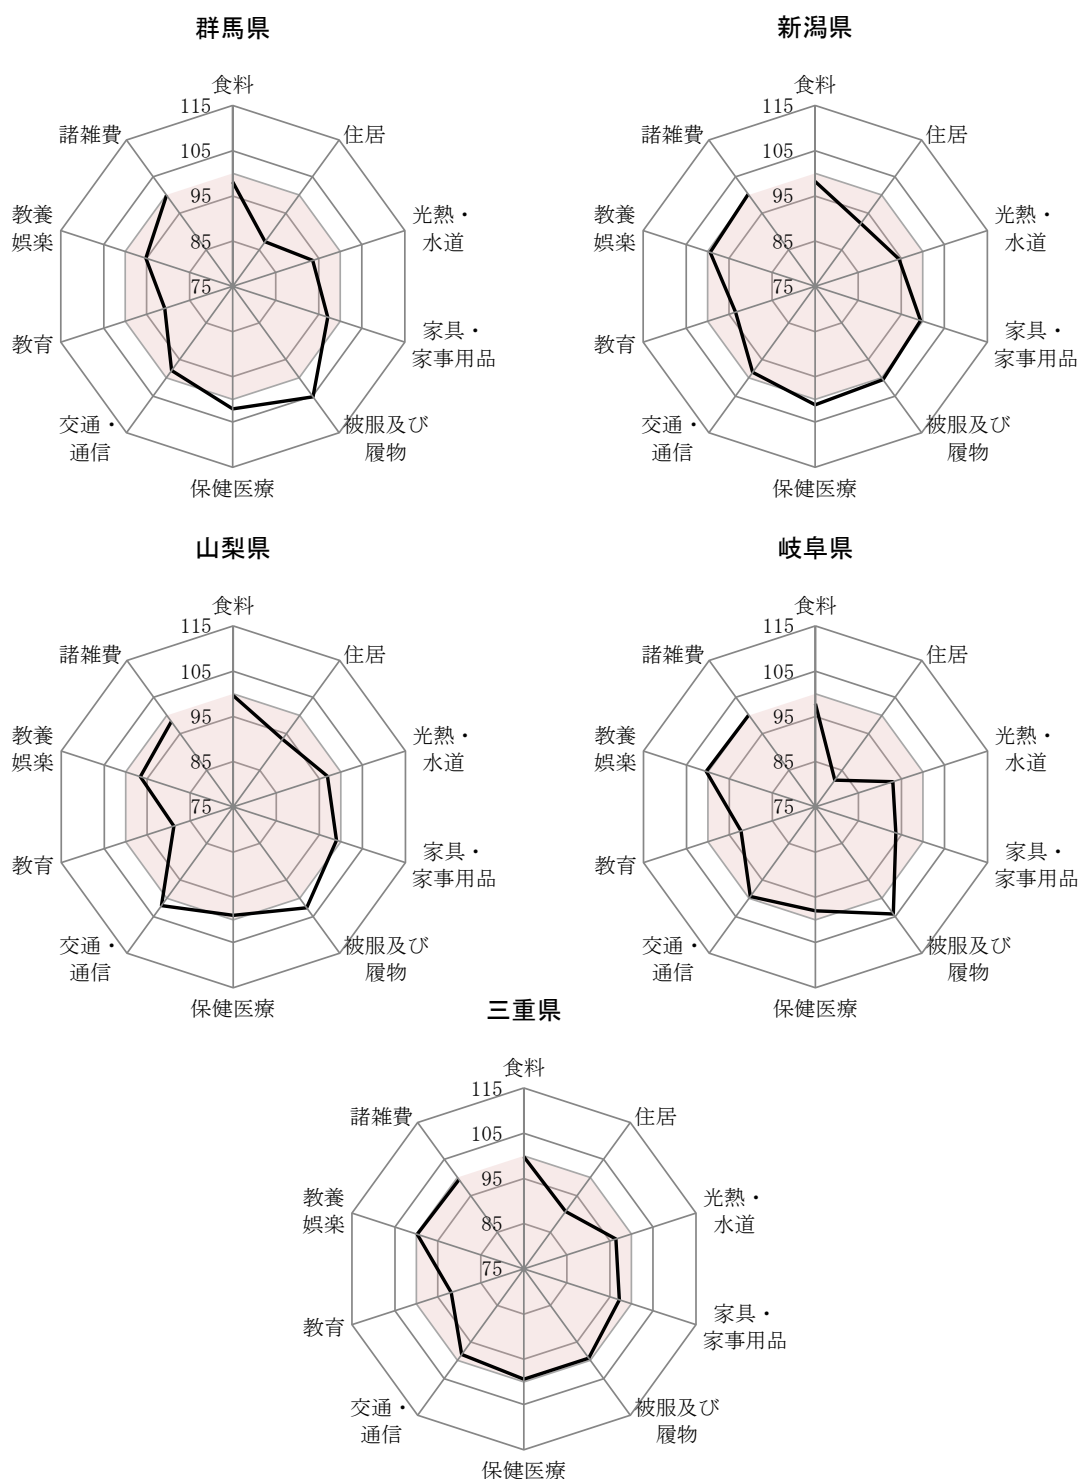 群馬県
食料
115
105
95
85
75
住居
光熱・
水道
家具・
家事用品
被服及び
履物
保健医療
交通・
通信
教育
教養
娯楽
諸雑費
新潟県
食料
115
105
95
85
75
住居
光熱・
水道
家具・
家事用品
被服及び
履物
保健医療
交通・
通信
教育
教養
娯楽
諸雑費
山梨県
食料
115
105
95
85
75
住居
光熱・
水道
家具・
家事用品
被服及び
履物
保健医療
交通・
通信
教育
教養
娯楽
諸雑費
岐阜県
食料
115
105
95
85
75
住居
光熱・
水道
家具・
家事用品
被服及び
履物
保健医療
交通・
通信
教育
教養
娯楽
諸雑費
三重県
食料
115
105
95
85
75
住居
光熱・
水道
家具・
家事用品
被服及び
履物
保健医療
交通・
通信
教育
教養
娯楽
諸雑費